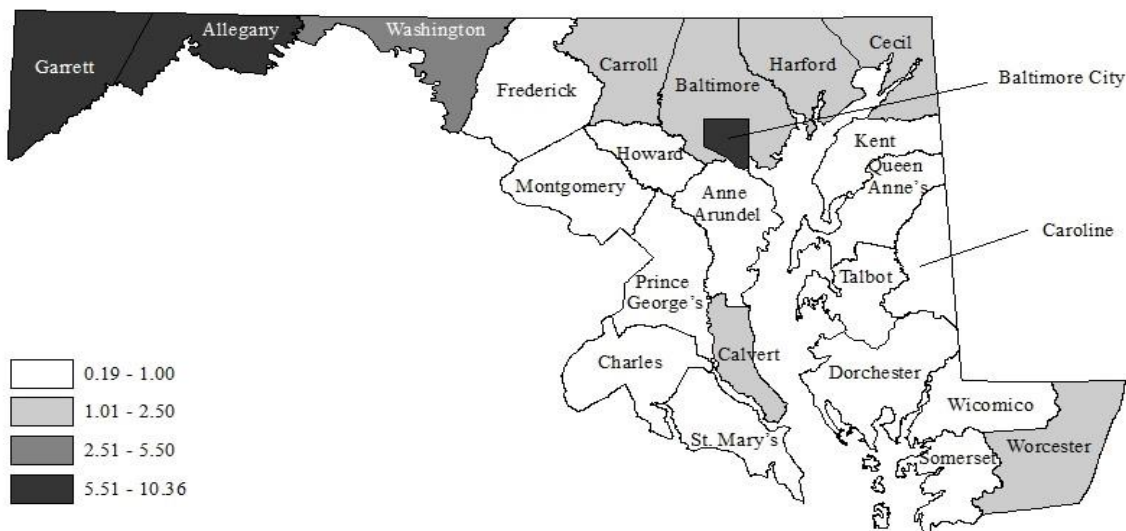 Allegany
Washington
Garrett
Carroll
Baltimore
Harford
Cecil
Baltimore City
Frederick
Howard
Kent
Queen
Anne's
Montgomery
Anne
Arundel
Caroline
Talbot
Prince
George's
Charles
Calvert
Dorchester
Wicomico
St. Mary's
Somerset
Worcester
0.19 - 1.00
1.01 - 2.50
2.51 - 5.50
5.51 - 10.36